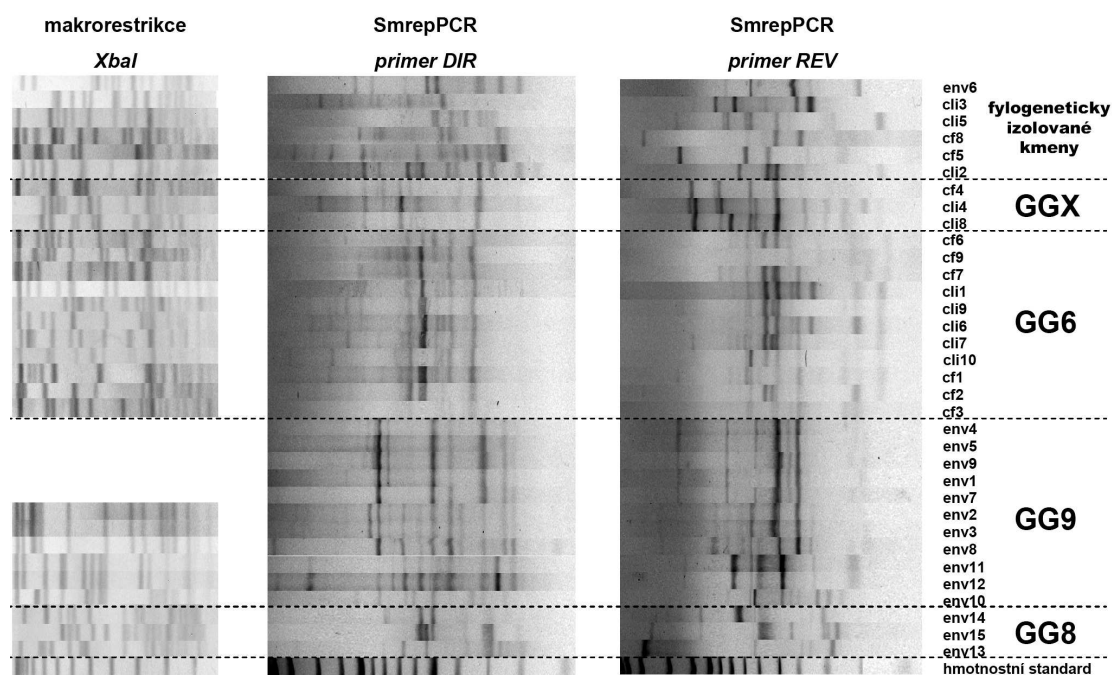 makrorestrikce
XbaI
SmrepPCR
primer DIR
SmrepPCR
primer REV
env6
cli3
cli5
cf8
cf5
cli2
fylogeneticky
izolované
kmeny
cf4
cli4
cli8
GGX
cf6
cf9
cf7
cli1
cli9
cli6
cli7
cli10
cf1
cf2
cf3
GG6
env4
env5
env9
env1
env7
env2
env3
env8
env11
env12
env10
GG9
env14
env15
env13
GG8
hmotnostní standard